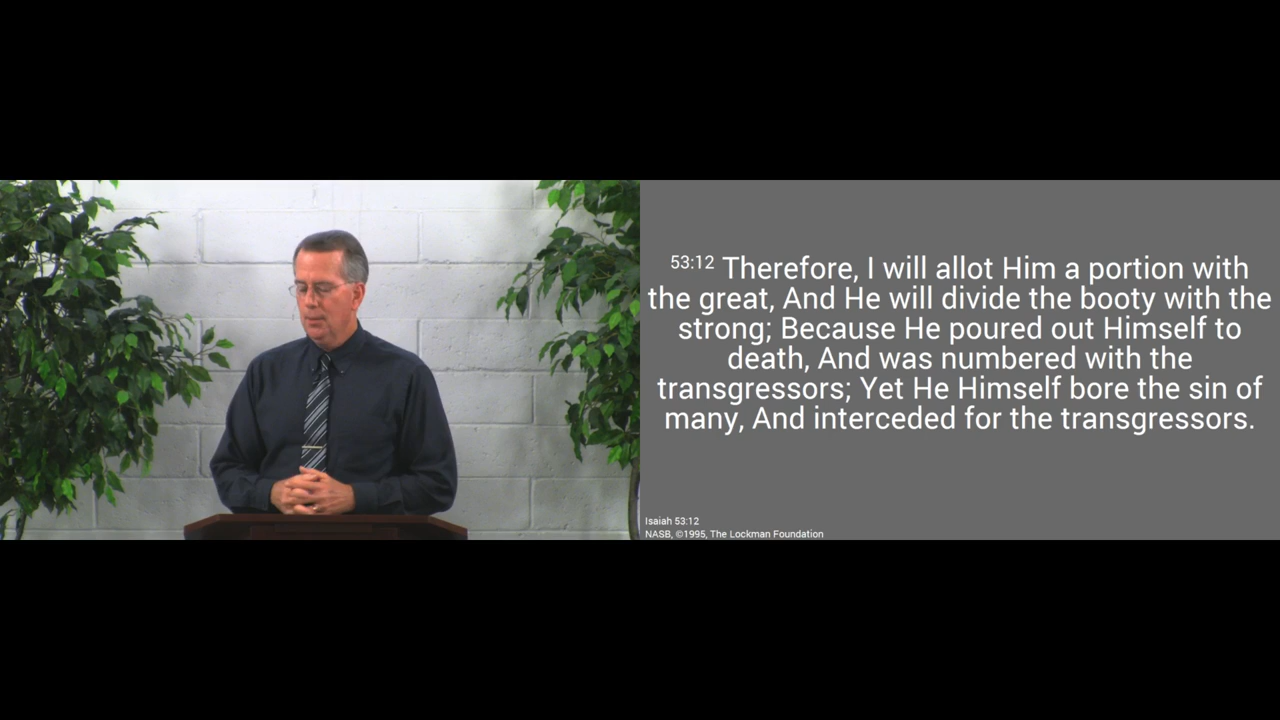 53:12 Therefore, I will allot Him a portion with
the great, And He will divide the booty with the
strong; Because He poured out Himself to
death, And was numbered with the
transgressors; Yet He Himself bore the sin of
many, And interceded for the transgressors.
Isaiah 53:12
NASB, ©1995, The Lockman Foundation